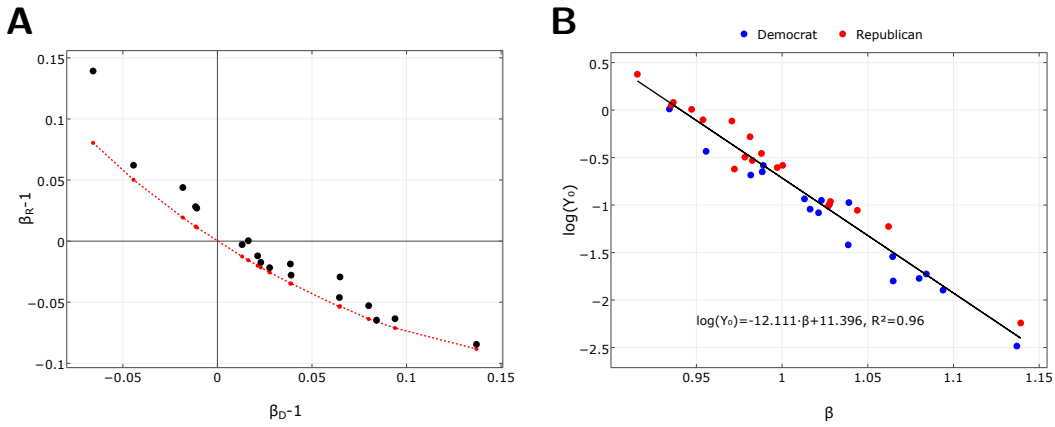 A
0.15
0.1
0.05
0
−0.05
−0.1
−0.05
0
0.05
0.1
0.15
βR-1
βD-1
B
Democrat
Republican
0.5
0
−0.5
−1
−1.5
−2
−2.5
0.95
1
1.05
1.1
1.15
log(Y₀)
β
log(Y₀)=-12.111·β+11.396, R²=0.96